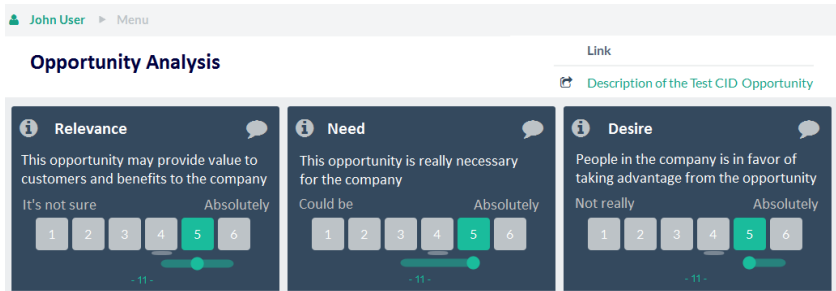 John User Menu
Link
Opportunity Analysis
Description of the Test CID Opportunity
Relevance
This opportunity may provide value to
customers and benefits to the company
It's not sure Absolutely
1 2 3 4 5 6
- 11 -
Need
This opportunity is really necessary
for the company
Could be Absolutely
1 2 3 4 5 6
- 11 -
Desire
People in the company is in favor of
taking advantage from the opportunity
Not really Absolutely
1 2 3 4 5 6
- 11 -